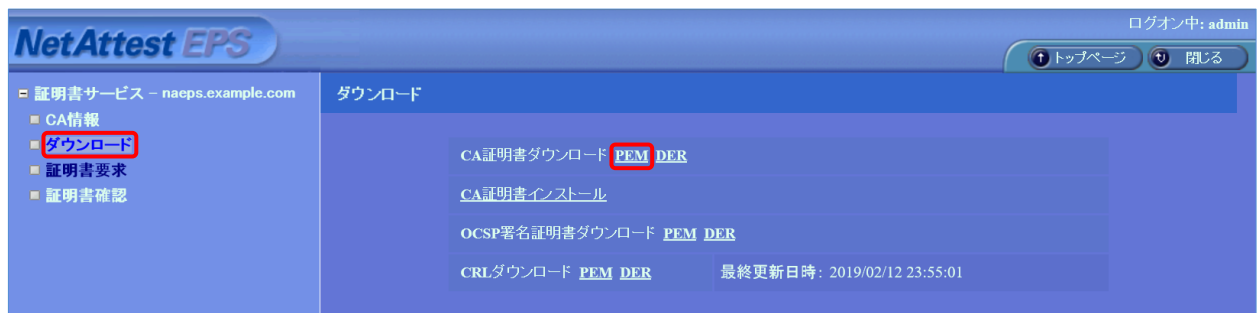 NetAttest EPS
ログオン中: admin
トップページ 閉じる
証明書サービス - naeps.example.com
CA情報
ダウンロード
証明書要求
証明書確認
ダウンロード
CA証明書ダウンロード PEM DER
CA証明書インストール
OCSP署名証明書ダウンロード PEM DER
CRLダウンロード PEM DER 最終更新日時: 2019/02/12 23:55:01